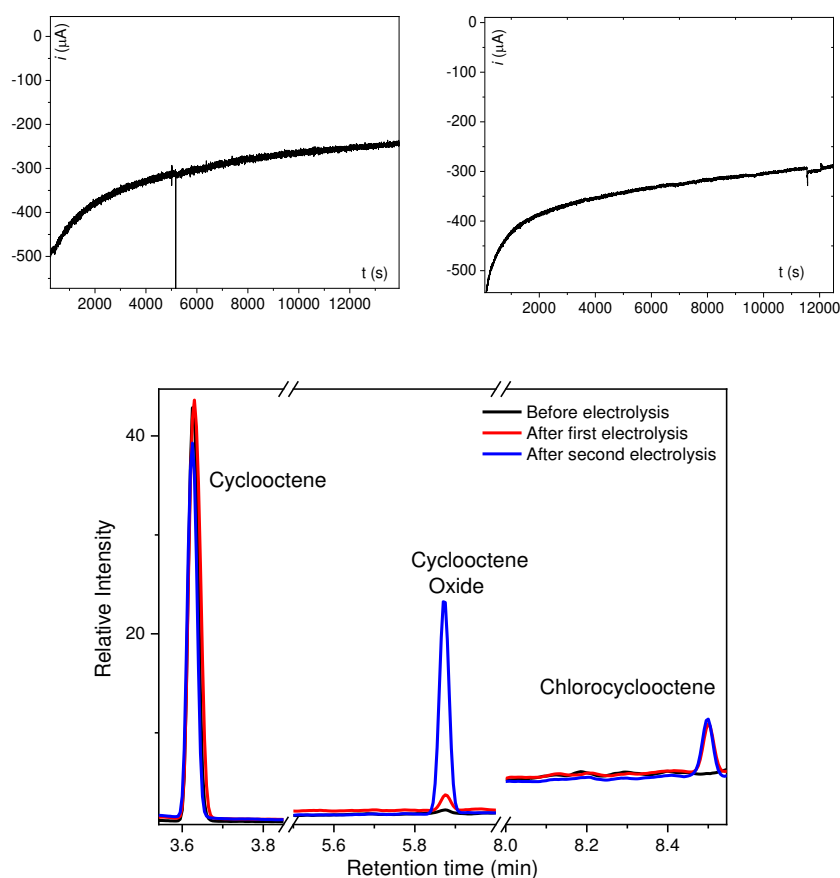 0
-100
-200
-300
-400
-500
i (µA)
t (s)
2000 4000 6000 8000 10000 12000
0
-100
-200
-300
-400
-500
i (µA)
t (s)
2000 4000 6000 8000 10000 12000
Before electrolysis
After first electrolysis
After second electrolysis
Cyclooctene
Cyclooctene
Oxide
Chlorocyclooctene
40
20
Relative Intensity
3.6 3.8 5.6 5.8 8.0 8.2 8.4
Retention time (min)